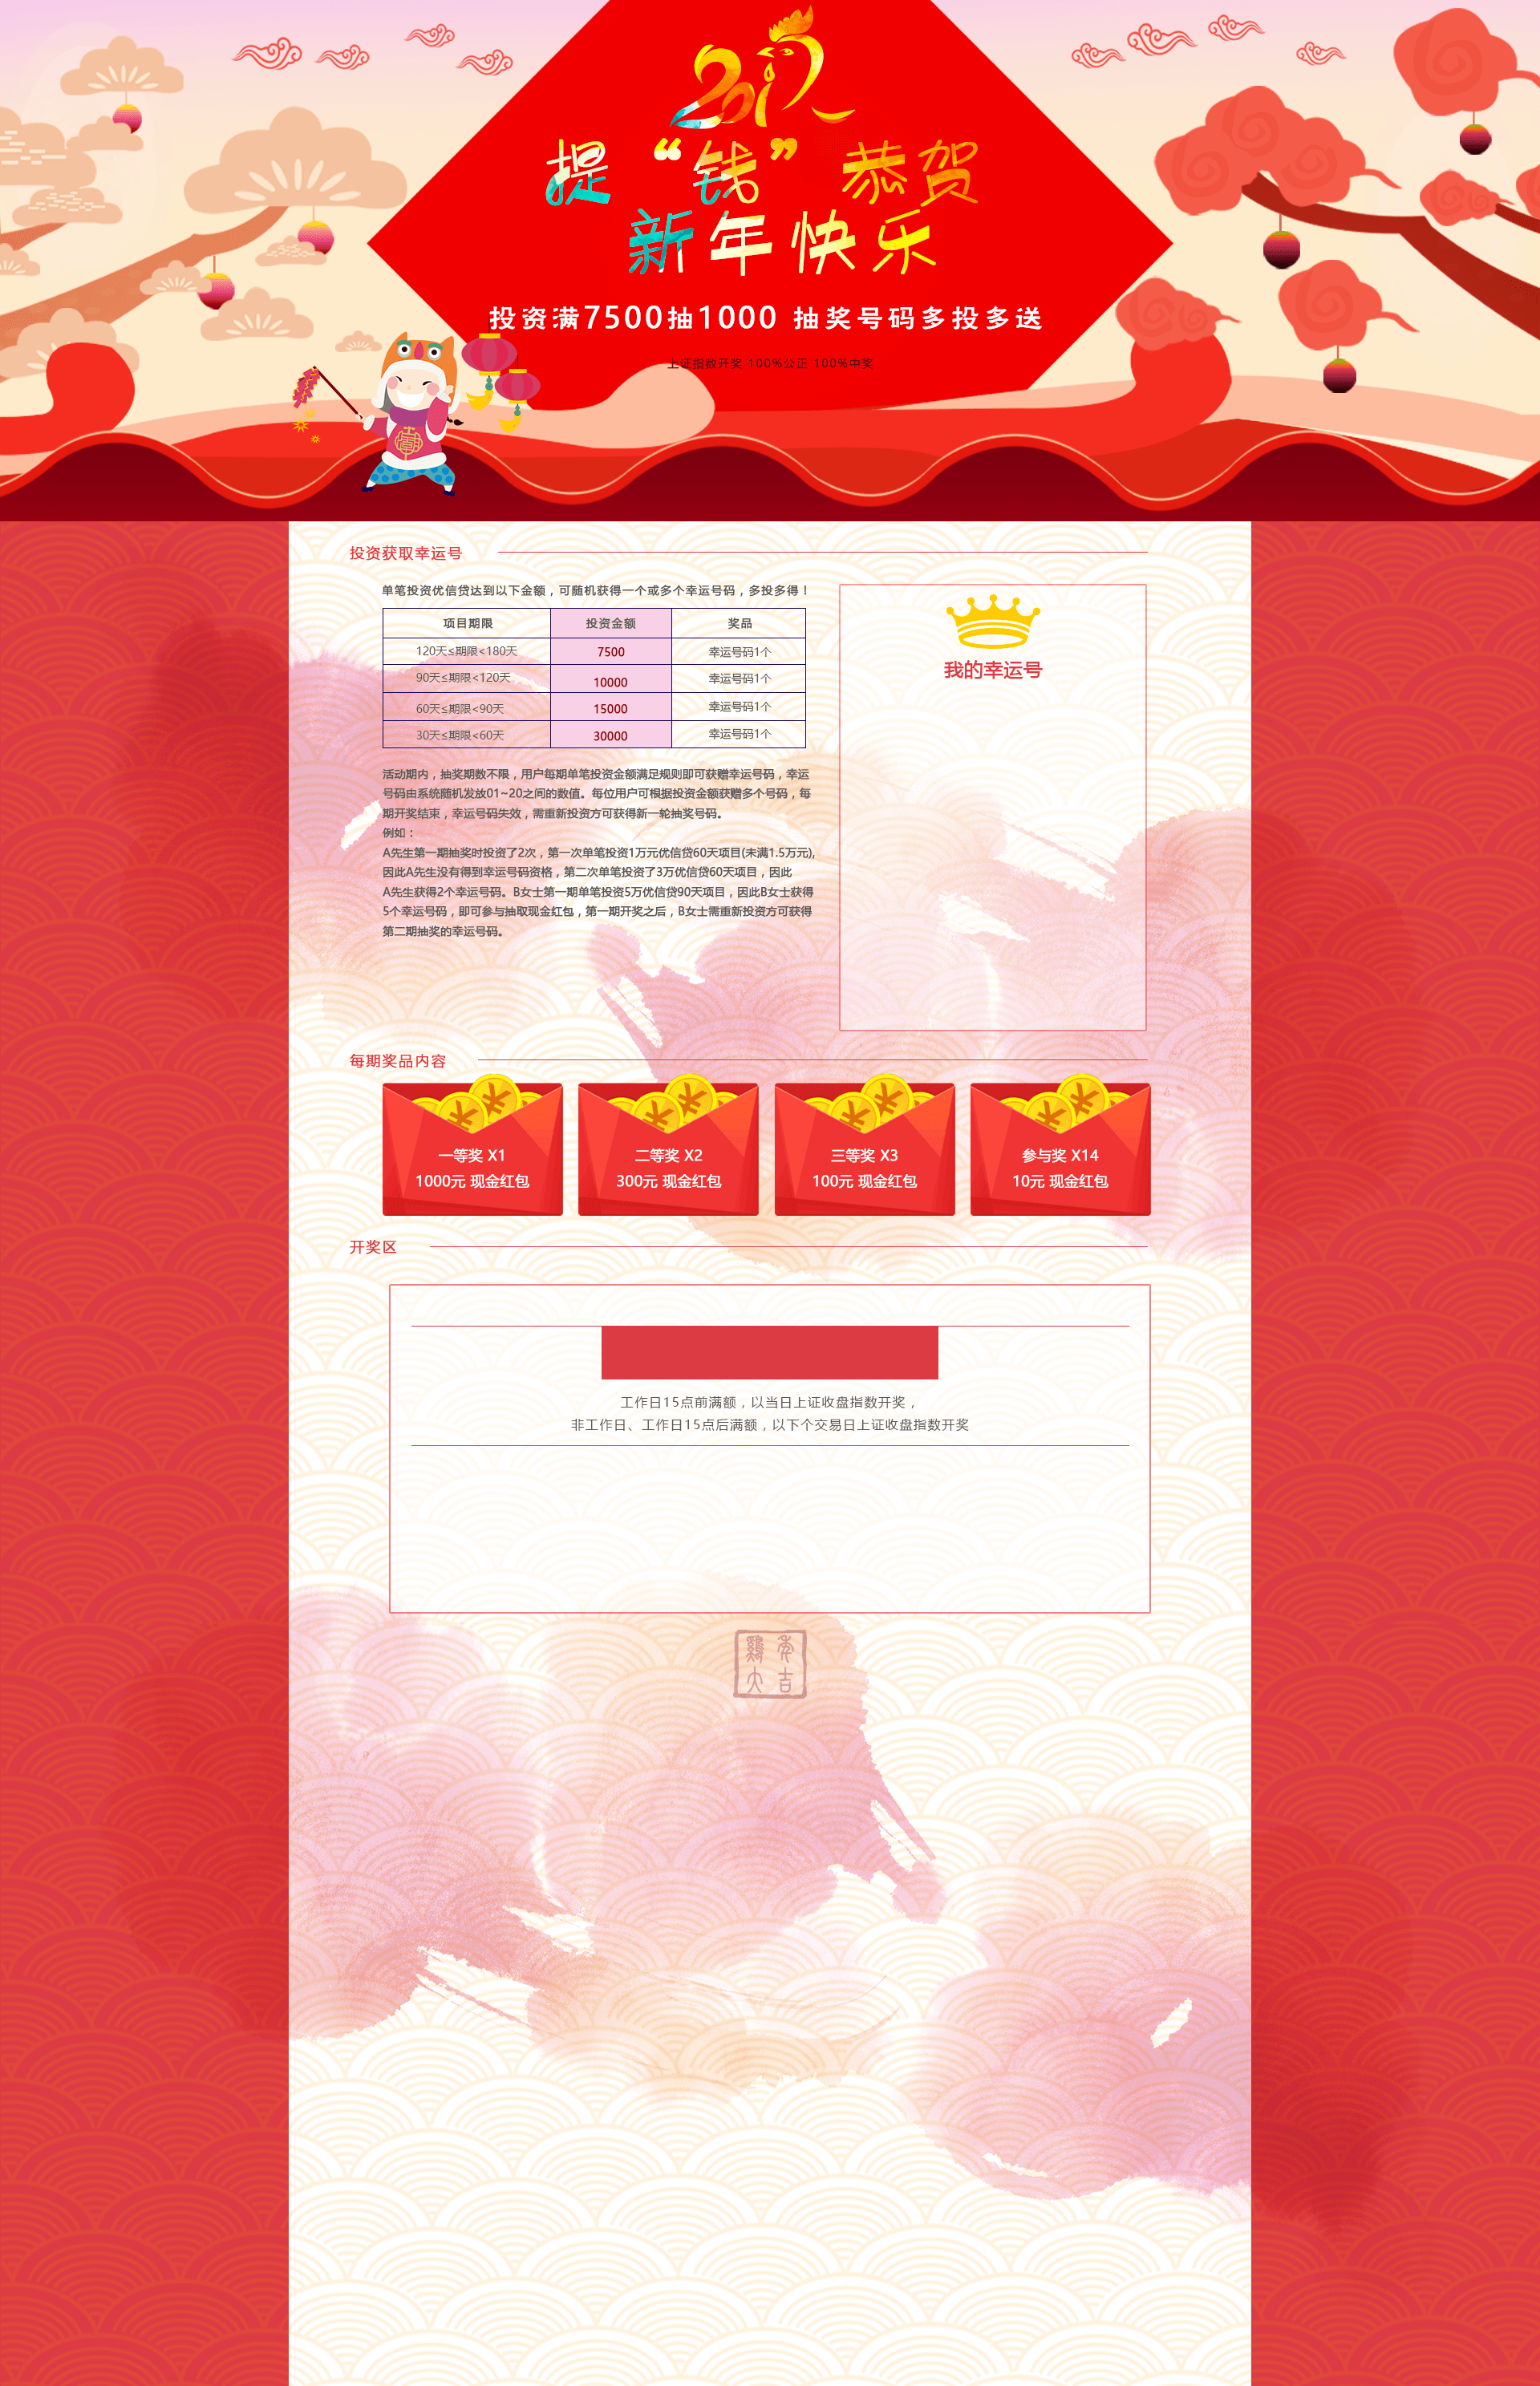 2017
提“钱”恭贺
新年快乐
投资满7500抽1000 抽奖号码多投多送
上证指数开奖 100%公正 100%中奖
投资获取幸运号
单笔投资优信贷达到以下金额，可随机获得一个或多个幸运号码，多投多得！
项目期限 投资金额 奖品
120天≤期限<180天 7500 幸运号码1个
90天≤期限<120天 10000 幸运号码1个
60天≤期限<90天 15000 幸运号码1个
30天≤期限<60天 30000 幸运号码1个
活动期内，抽奖期数不限，用户每期单笔投资金额满足规则即可获赠幸运号码，幸运
号码由系统随机发放01~20之间的数值。每位用户可根据投资金额获赠多个号码，每
期开奖结束，幸运号码失效，需重新投资方可获得新一轮抽奖号码。
例如：
A先生第一期抽奖时投资了2次，第一次单笔投资1万元优信贷60天项目(未满1.5万元),
因此A先生没有得到幸运号码资格，第二次单笔投资了3万优信贷60天项目，因此
A先生获得2个幸运号码。B女士第一期单笔投资5万优信贷90天项目，因此B女士获得
5个幸运号码，即可参与抽取现金红包，第一期开奖之后，B女士需重新投资方可获得
第二期抽奖的幸运号码。
我的幸运号
每期奖品内容
一等奖 X1
1000元 现金红包
二等奖 X2
300元 现金红包
三等奖 X3
100元 现金红包
参与奖 X14
10元 现金红包
开奖区
工作日15点前满额，以当日上证收盘指数开奖，
非工作日、工作日15点后满额，以下个交易日上证收盘指数开奖